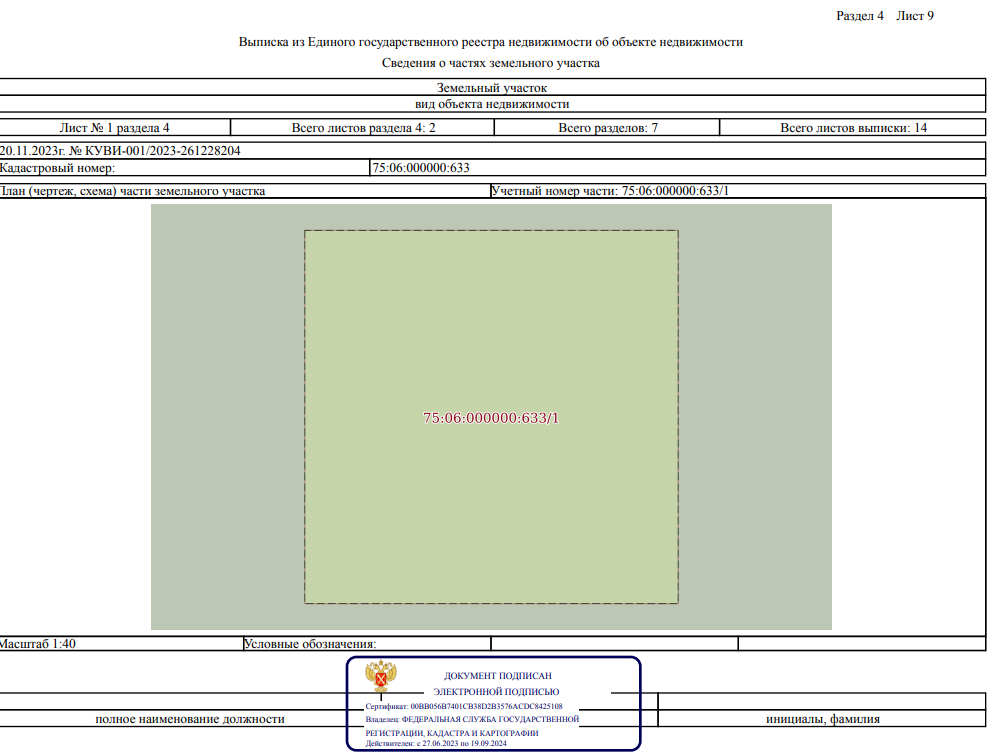 Раздел 4 Лист 9
Выписка из Единого государственного реестра недвижимости об объекте недвижимости
Сведения о частях земельного участка
Земельный участок
вид объекта недвижимости
Лист № 1 раздела 4 Всего листов раздела 4: 2 Всего разделов: 7 Всего листов выписки: 14
20.11.2023г. № КУВИ-001/2023-261228204
Кадастровый номер: 75:06:000000:633
План (чертеж, схема) части земельного участка Учетный номер части: 75:06:000000:633/1
75:06:000000:633/1
Масштаб 1:40 Условные обозначения:
ДОКУМЕНТ ПОДПИСАН
ЭЛЕКТРОННОЙ ПОДПИСЬЮ
Сертификат: 00BB056B7401CB38D2B3576ACDC8425108
Владелец: ФЕДЕРАЛЬНАЯ СЛУЖБА ГОСУДАРСТВЕННОЙ
РЕГИСТРАЦИИ, КАДАСТРА И КАРТОГРАФИИ
Действителен: с 27.06.2023 по 19.09.2024
полное наименование должности инициалы, фамилия